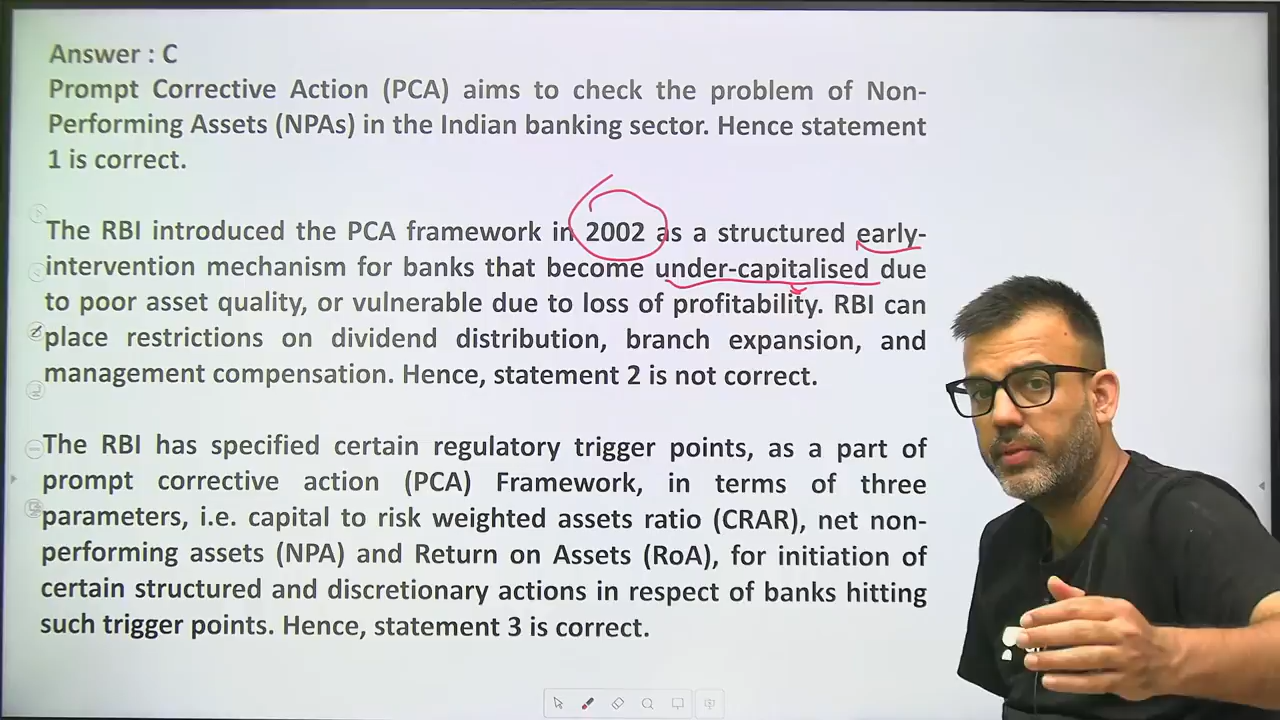 Answer : C
Prompt Corrective Action (PCA) aims to check the problem of Non-
Performing Assets (NPAs) in the Indian banking sector. Hence statement
1 is correct.
The RBI introduced the PCA framework in 2002 as a structured early-
intervention mechanism for banks that become under-capitalised due
to poor asset quality, or vulnerable due to loss of profitability. RBI can
place restrictions on dividend distribution, branch expansion, and
management compensation. Hence, statement 2 is not correct.
The RBI has specified certain regulatory trigger points, as a part of
prompt corrective action (PCA) Framework, in terms of three
parameters, i.e. capital to risk weighted assets ratio (CRAR), net non-
performing assets (NPA) and Return on Assets (RoA), for initiation of
certain structured and discretionary actions in respect of banks hitting
such trigger points. Hence, statement 3 is correct.